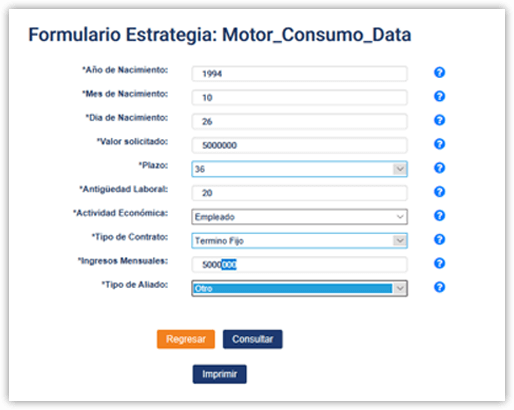 Formulario Estrategia: Motor_Consumo_Data
*Año de Nacimiento: 1994 ?
*Mes de Nacimiento: 10 ?
*Dia de Nacimiento: 26 ?
*Valor solicitado: 5000000 ?
*Plazo: 36 ?
*Antigüedad Laboral: 20 ?
*Actividad Económica: Empleado ?
*Tipo de Contrato: Termino Fijo ?
*Ingresos Mensuales: 5000000 ?
*Tipo de Aliado: Otro ?
Regresar Consultar
Imprimir